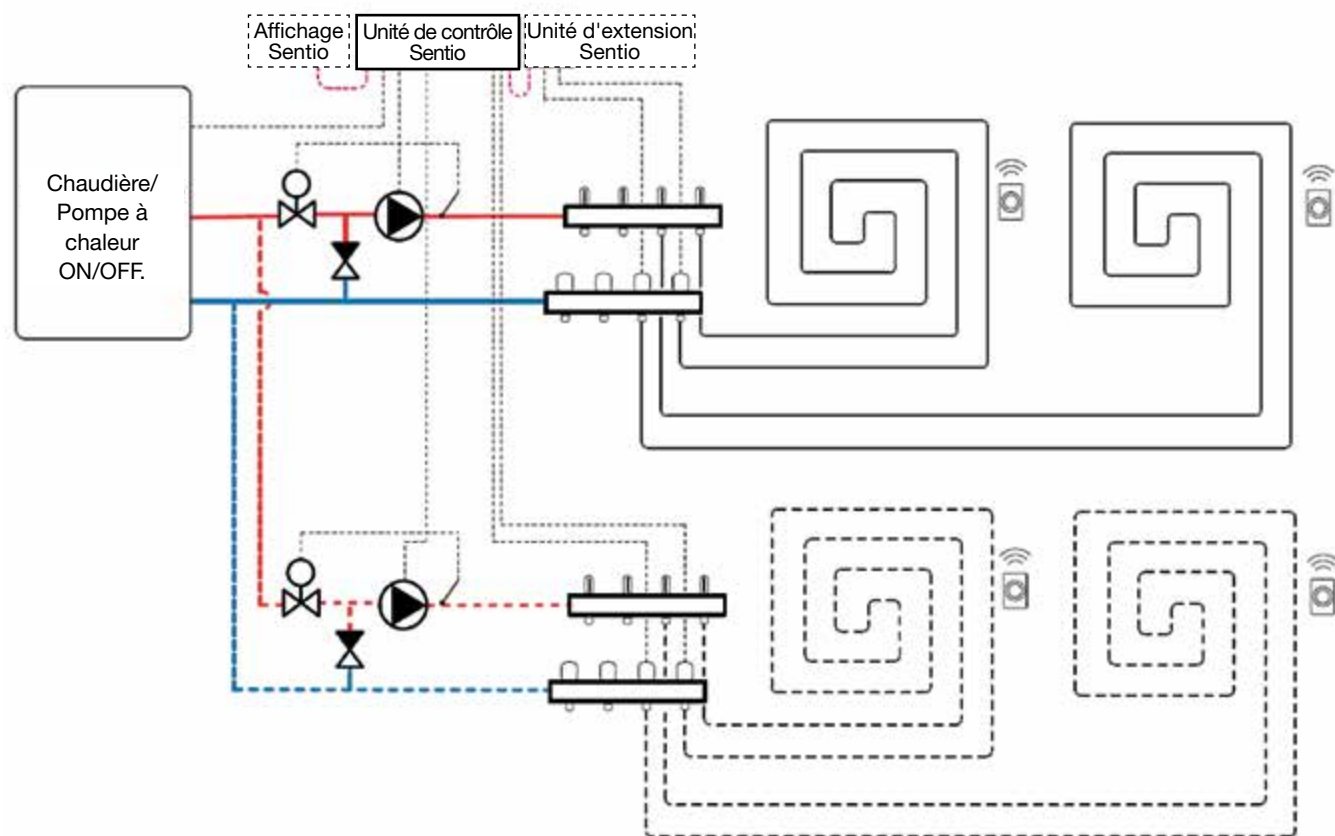 Affichage
Sentio
Unité de contrôle
Sentio
Unité d'extension
Sentio
Chaudière/
Pompe à
chaleur
ON/OFF.